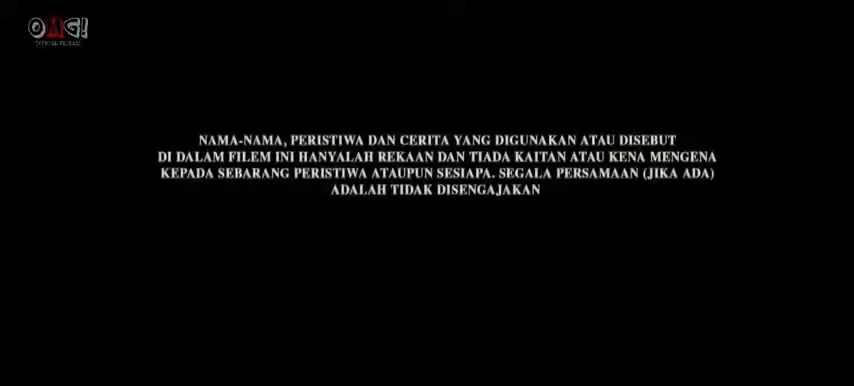 OMG!
NAMA-NAMA, PERISTIWA DAN CERITA YANG DIGUNAKAN ATAU DISEBUT
DI DALAM FILEM INI HANYALAH REKAAN DAN TIADA KAITAN ATAU KENA MENGENA
KEPADA SEBARANG PERISTIWA ATAUPUN SESIAPA. SEGALA PERSAMAAN (JIKA ADA)
ADALAH TIDAK DISENGAJAKAN